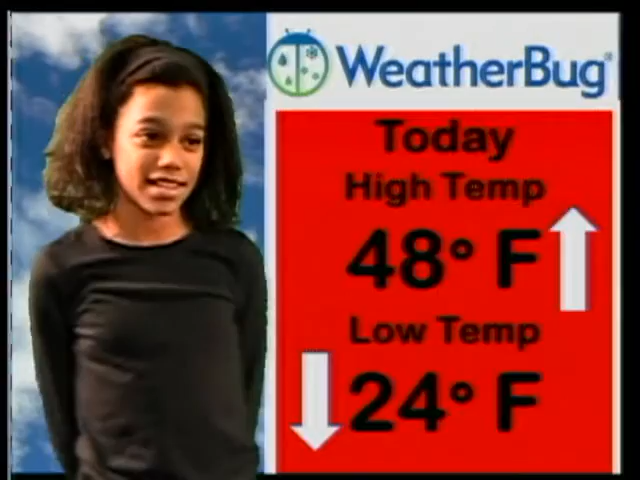 WeatherBug®
Today
High Temp
48° F
Low Temp
24° F